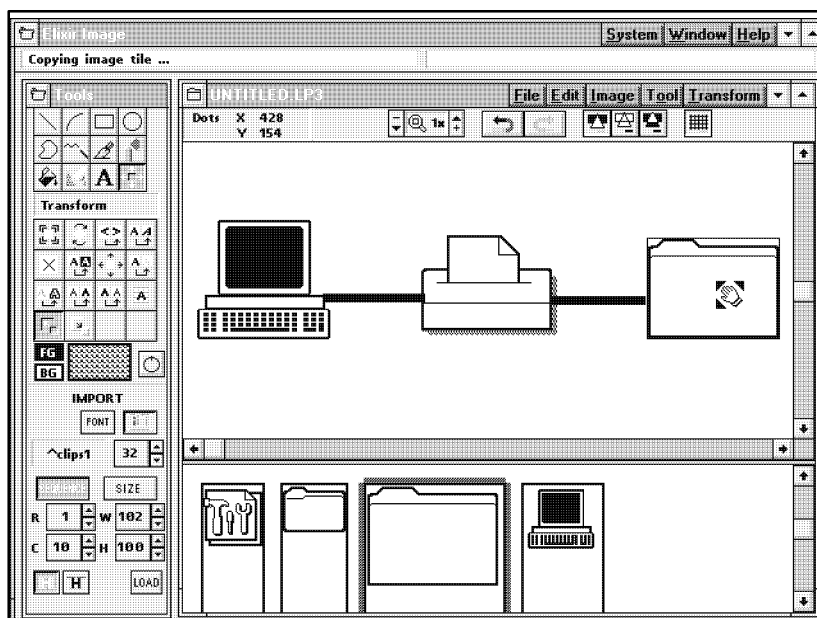 Elixir Image
System Window Help
Copying image tile ...
Tools
UNTITLED.LP3
File Edit Image Tool Transform
Dots X 428
Y 154
1x
A
Transform
A A
A A
A
A A
A A
A A
A
FG
BG
IMPORT
FONT
^clips1 32
SIZE
R 1 W 102
C 10 H 100
H LOAD